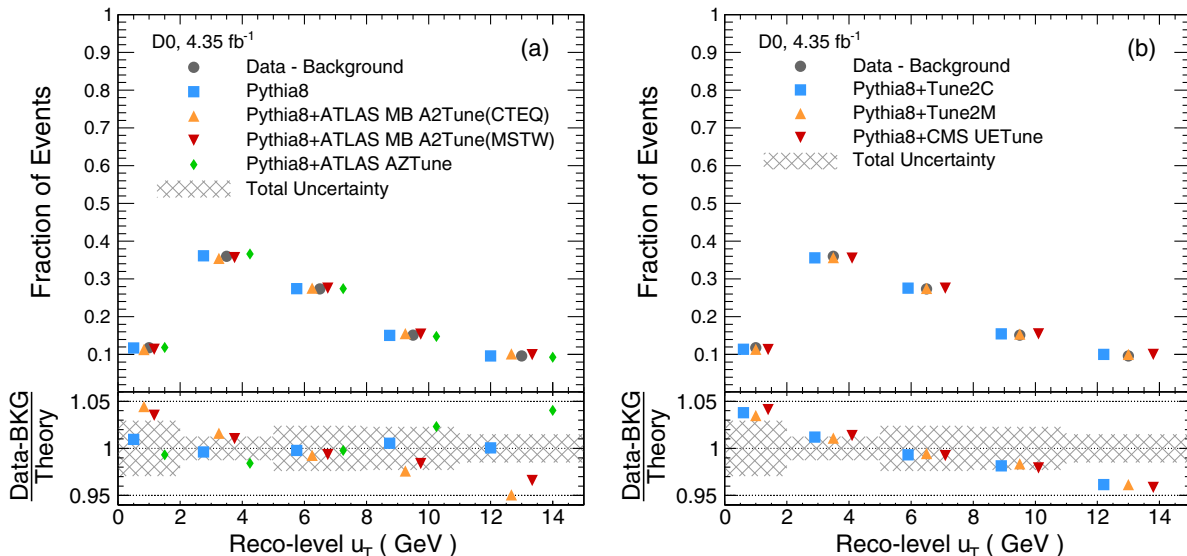 1
0.9
0.8
0.7
0.6
0.5
0.4
0.3
0.2
0.1
Fraction of Events
D0, 4.35 fb⁻¹
(a)
Data - Background
Pythia8
Pythia8+ATLAS MB A2Tune(CTEQ)
Pythia8+ATLAS MB A2Tune(MSTW)
Pythia8+ATLAS AZTune
Total Uncertainty
1.05
1
0.95
Data-BKG
Theory
0 2 4 6 8 10 12 14
Reco-level u_T ( GeV )
1
0.9
0.8
0.7
0.6
0.5
0.4
0.3
0.2
0.1
Fraction of Events
D0, 4.35 fb⁻¹
(b)
Data - Background
Pythia8+Tune2C
Pythia8+Tune2M
Pythia8+CMS UETune
Total Uncertainty
1.05
1
0.95
Data-BKG
Theory
0 2 4 6 8 10 12 14
Reco-level u_T ( GeV )